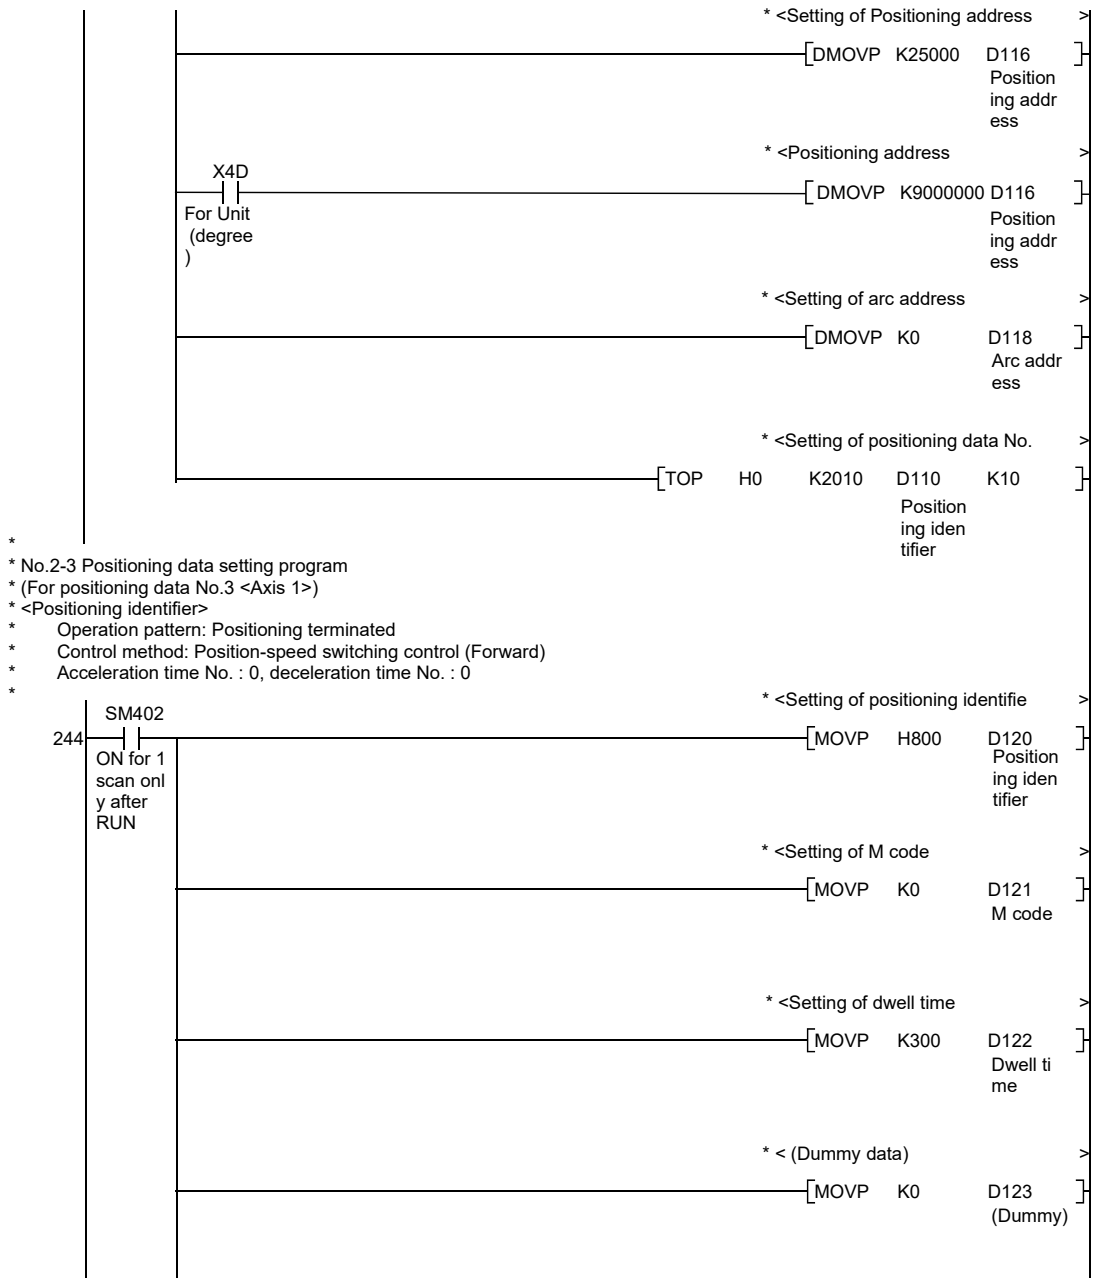 * <Setting of Positioning address >
DMOVP K25000 D116
Position
ing addr
ess
* <Positioning address >
X4D
DMOVP K9000000 D116
For Unit
(degree
)
Position
ing addr
ess
* <Setting of arc address >
DMOVP K0 D118
Arc addr
ess
* <Setting of positioning data No. >
TOP H0 K2010 D110 K10
Position
ing iden
tifier
*
* No.2-3 Positioning data setting program
* (For positioning data No.3 <Axis 1>)
* <Positioning identifier>
* Operation pattern: Positioning terminated
* Control method: Position-speed switching control (Forward)
* Acceleration time No. : 0, deceleration time No. : 0
*
* <Setting of positioning identifie >
SM402
244 MOVP H800 D120
ON for 1
scan onl
y after
RUN
Position
ing iden
tifier
* <Setting of M code >
MOVP K0 D121
M code
* <Setting of dwell time >
MOVP K300 D122
Dwell ti
me
* < (Dummy data) >
MOVP K0 D123
(Dummy)